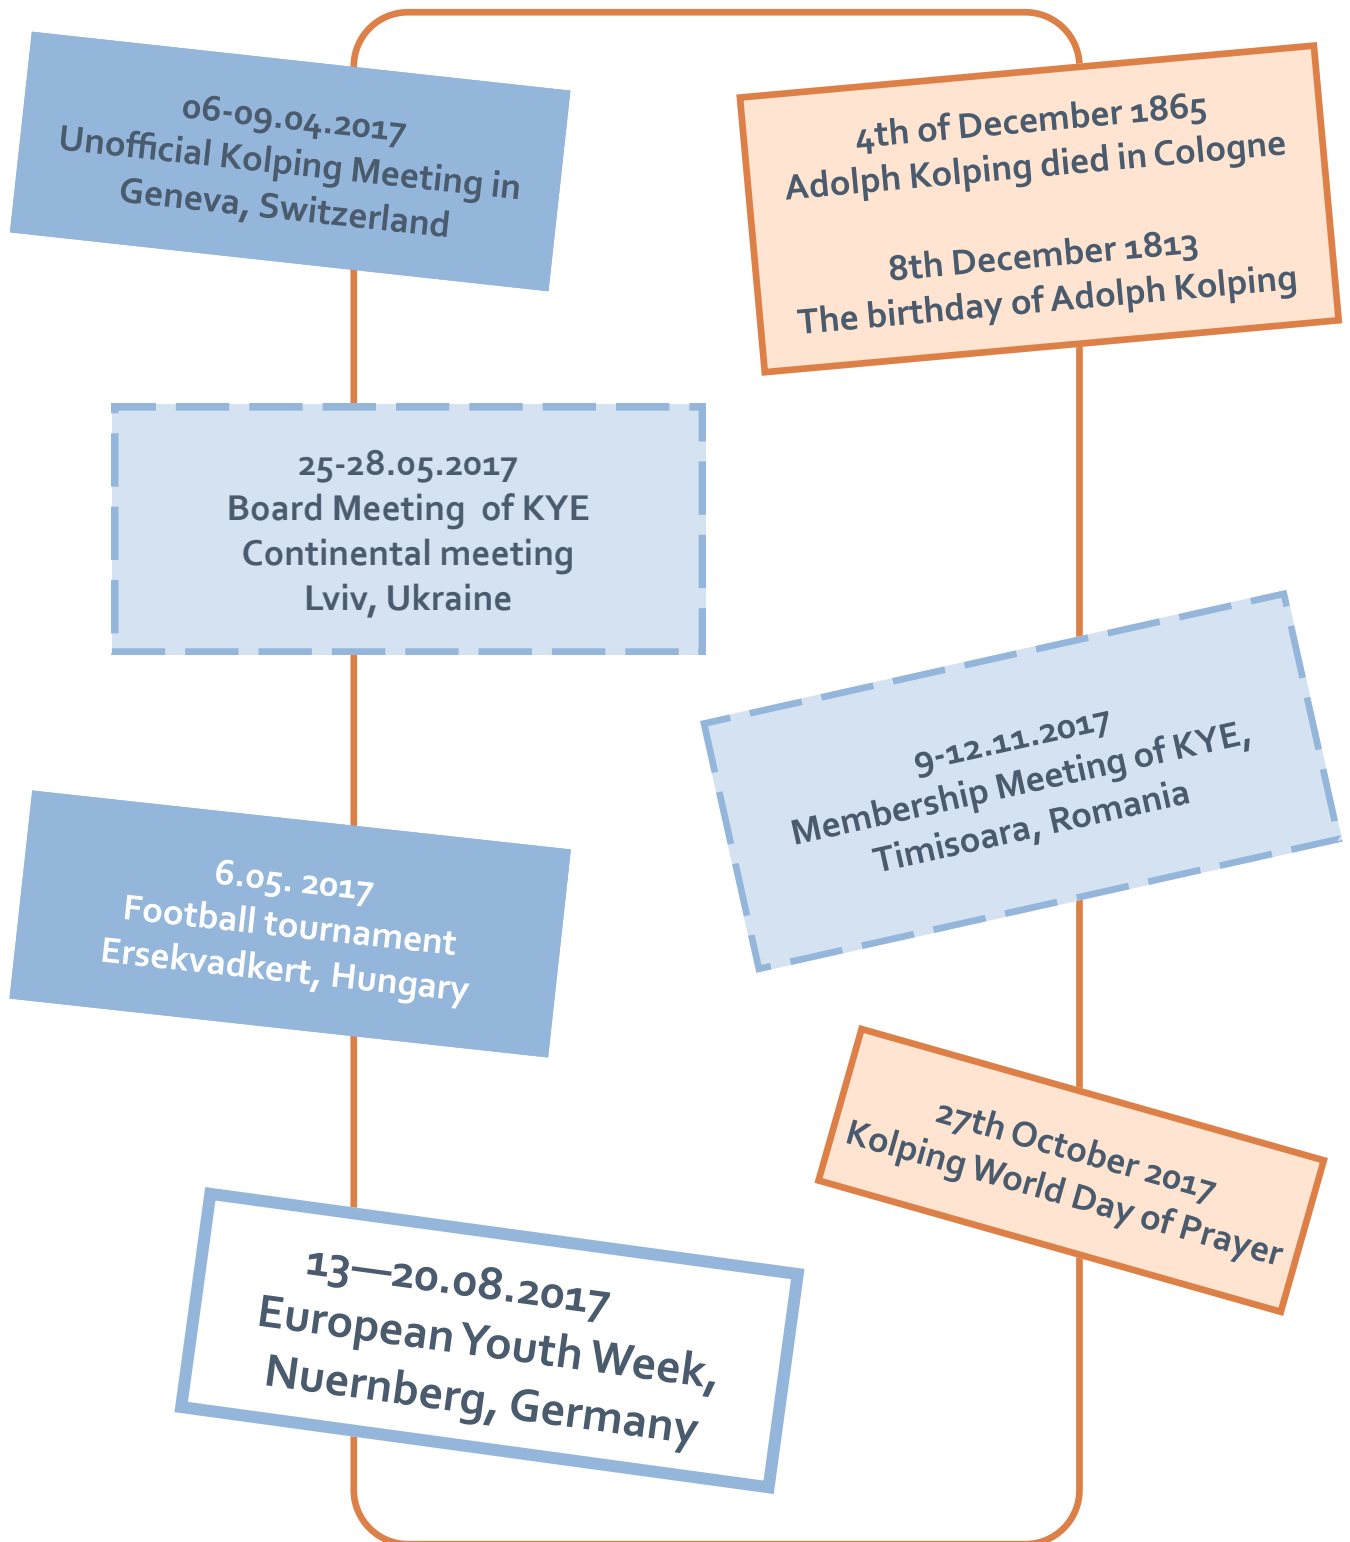 06-09.04.2017
Unofficial Kolping Meeting in
Geneva, Switzerland
25-28.05.2017
Board Meeting  of KYE
Continental meeting
Lviv, Ukraine
6.05. 2017
Football tournament
Ersekvadkert, Hungary
13—20.08.2017
European Youth Week,
Nuernberg, Germany
4th of December 1865
Adolph Kolping died in Cologne
8th December 1813
The birthday of Adolph Kolping
9-12.11.2017
Membership Meeting of KYE,
Timisoara, Romania
27th October 2017
Kolping World Day of Prayer